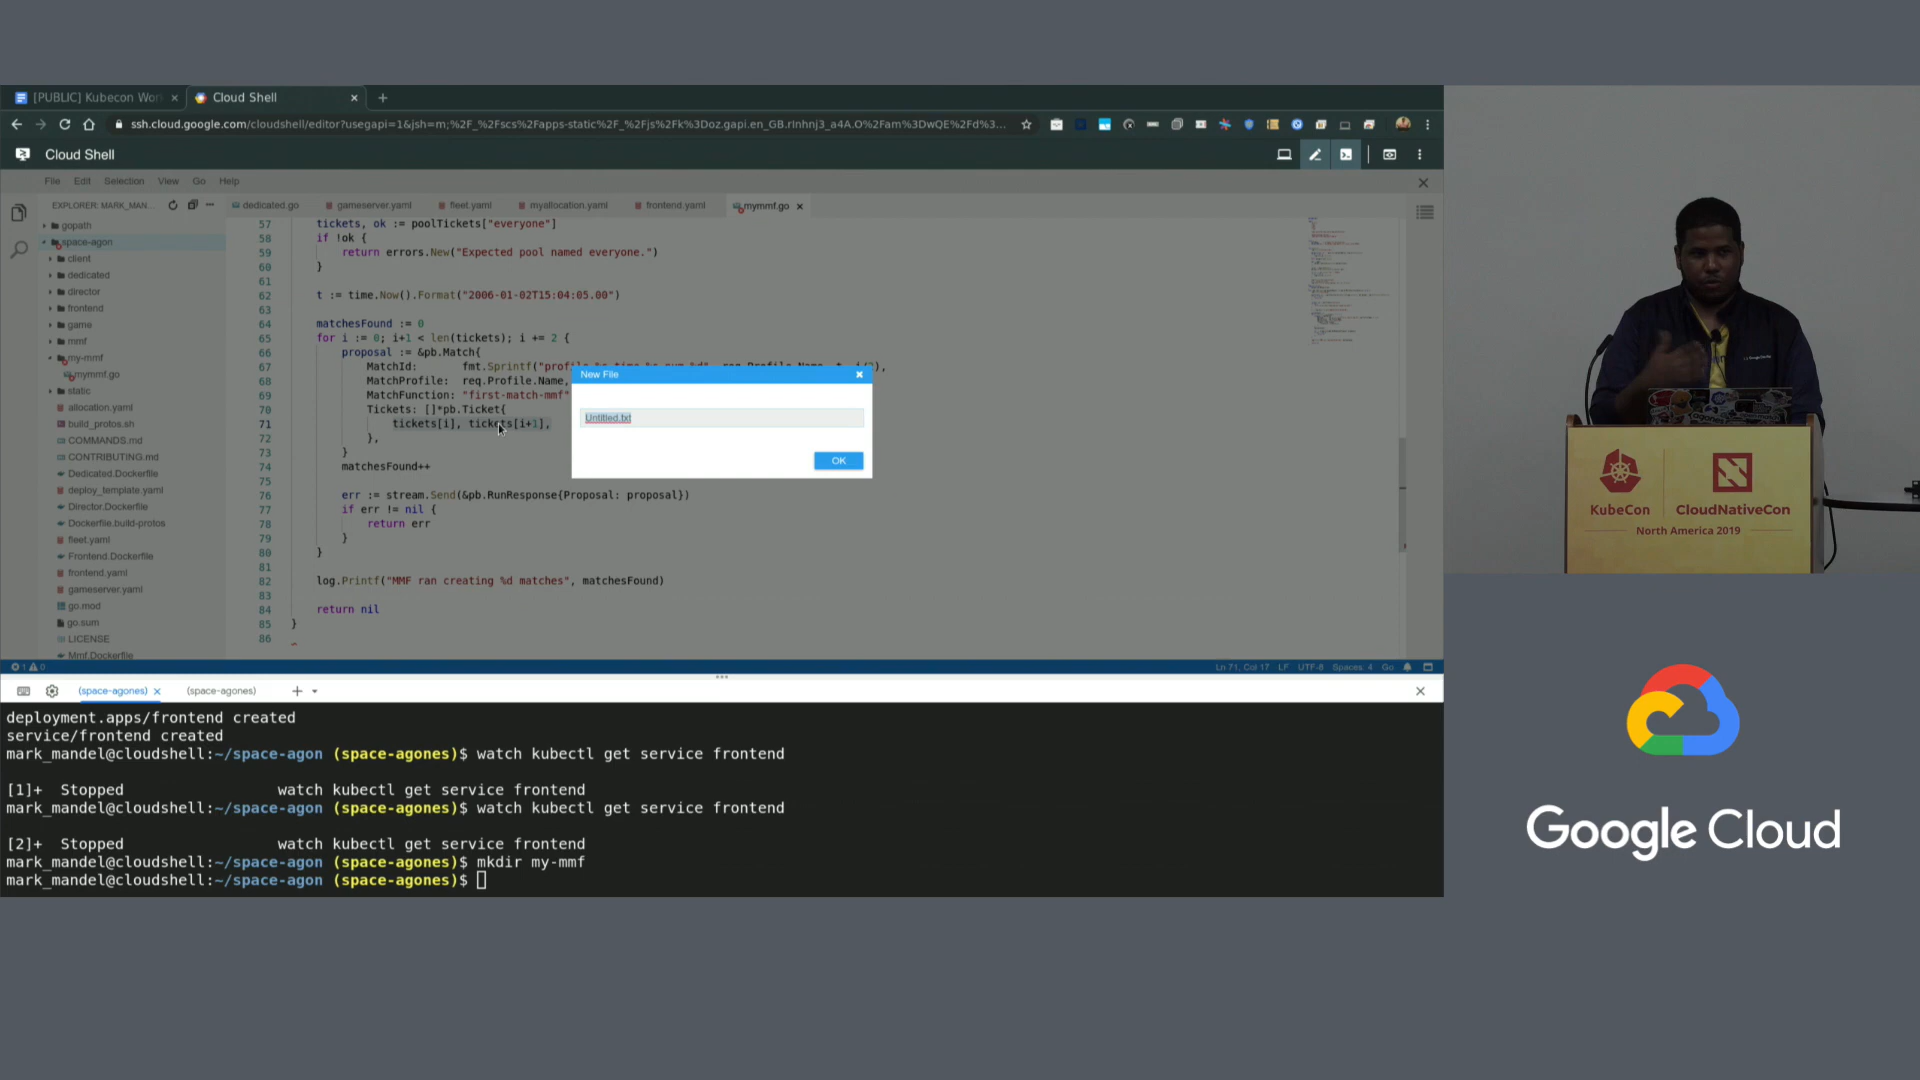 [PUBLIC] Kubecon Wor
Cloud Shell
ssh.cloud.google.com/cloudshell/editor?usegapi=1&jsh=m;%2F_%2Fscs%2Fapps-static%2F_%2Fjs%2Fk%3Doz.gapi.en_GB.rlnhnj3_a4A.O%2Fam%3DwQE%2Fd%3...
Cloud Shell
File Edit Selection View Go Help
EXPLORER: MARK_MAN...
dedicated.go gameserver.yaml fleet.yaml myallocation.yaml frontend.yaml mymmf.go
gopath
space-agon
client
dedicated
director
frontend
game
mmf
my-mmf
mymmf.go
static
allocation.yaml
build_protos.sh
COMMANDS.md
CONTRIBUTING.md
Dedicated.Dockerfile
deploy_template.yaml
Director.Dockerfile
Dockerfile.build-protos
fleet.yaml
Frontend.Dockerfile
frontend.yaml
gameserver.yaml
go.mod
go.sum
LICENSE
Mmf.Dockerfile
57 tickets, ok := poolTickets["everyone"]
58 if !ok {
59 return errors.New("Expected pool named everyone.")
60 }
61
62 t := time.Now().Format("2006-01-02T15:04:05.00")
63
64 matchesFound := 0
65 for i := 0; i+1 < len(tickets); i += 2 {
66 proposal := &pb.Match{
67 MatchId: fmt.Sprintf("profile
68 MatchProfile: req.Profile.Name,
69 MatchFunction: "first-match-mmf"
70 Tickets: []*pb.Ticket{
71 tickets[i], tickets[i+1],
72 },
73 }
74 matchesFound++
75
76 err := stream.Send(&pb.RunResponse{Proposal: proposal})
77 if err != nil {
78 return err
79 }
80 }
81
82 log.Printf("MMF ran creating %d matches", matchesFound)
83
84 return nil
85 }
86
New File
Untitled.txt
OK
1 0
Ln 71, Col 17 LF UTF-8 Spaces: 4 Go
(space-agones) (space-agones)
deployment.apps/frontend created
service/frontend created
mark_mandel@cloudshell:~/space-agon (space-agones)$ watch kubectl get service frontend
[1]+ Stopped watch kubectl get service frontend
mark_mandel@cloudshell:~/space-agon (space-agones)$ watch kubectl get service frontend
[2]+ Stopped watch kubectl get service frontend
mark_mandel@cloudshell:~/space-agon (space-agones)$ mkdir my-mmf
mark_mandel@cloudshell:~/space-agon (space-agones)$
KubeCon CloudNativeCon
North America 2019
Google Cloud